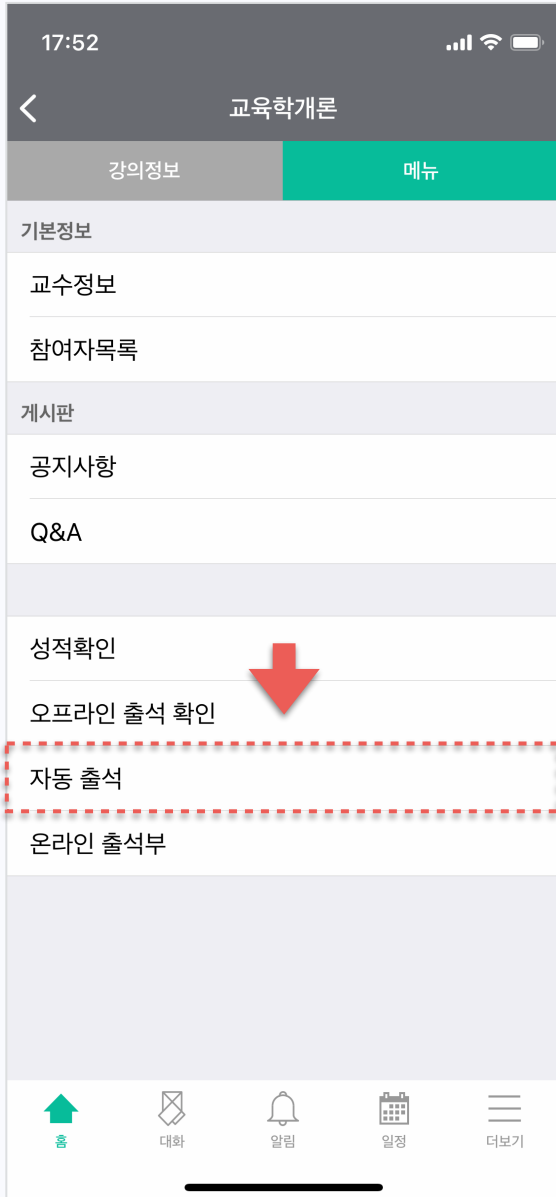 17:52
교육학개론
강의정보
메뉴
기본정보
교수정보
참여자목록
게시판
공지사항
Q&A
성적확인
오프라인 출석 확인
자동 출석
온라인 출석부
홈
대화
알림
일정
더보기